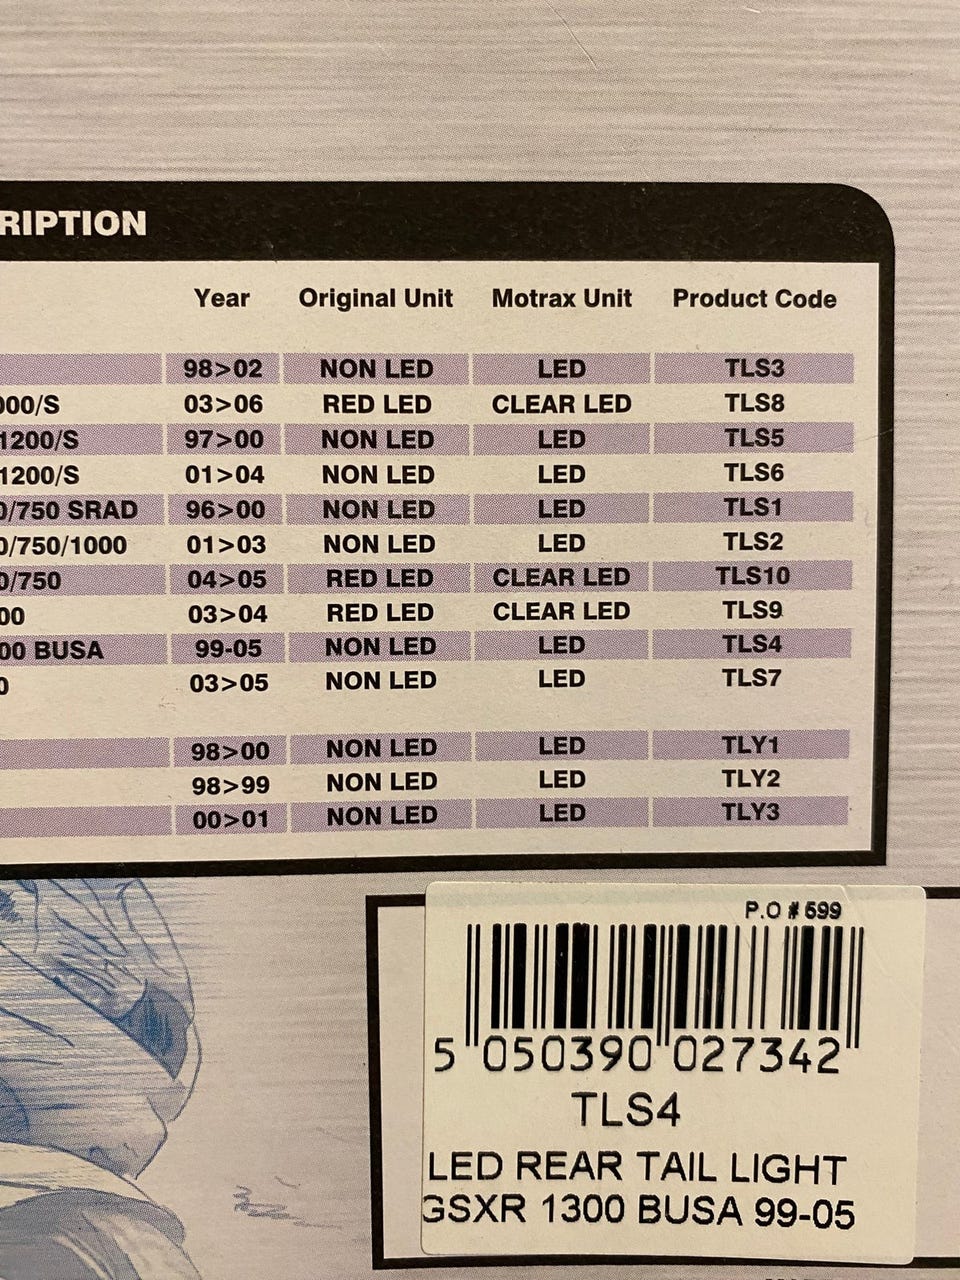 RIPTION
Year Original Unit Motrax Unit Product Code
98>02 NON LED LED TLS3
000/S 03>06 RED LED CLEAR LED TLS8
1200/S 97>00 NON LED LED TLS5
1200/S 01>04 NON LED LED TLS6
0/750 SRAD 96>00 NON LED LED TLS1
0/750/1000 01>03 NON LED LED TLS2
0/750 04>05 RED LED CLEAR LED TLS10
00 03>04 RED LED CLEAR LED TLS9
00 BUSA 99-05 NON LED LED TLS4
0 03>05 NON LED LED TLS7
98>00 NON LED LED TLY1
98>99 NON LED LED TLY2
00>01 NON LED LED TLY3
P.O # 599
5 050390 027342
TLS4
LED REAR TAIL LIGHT
GSXR 1300 BUSA 99-05